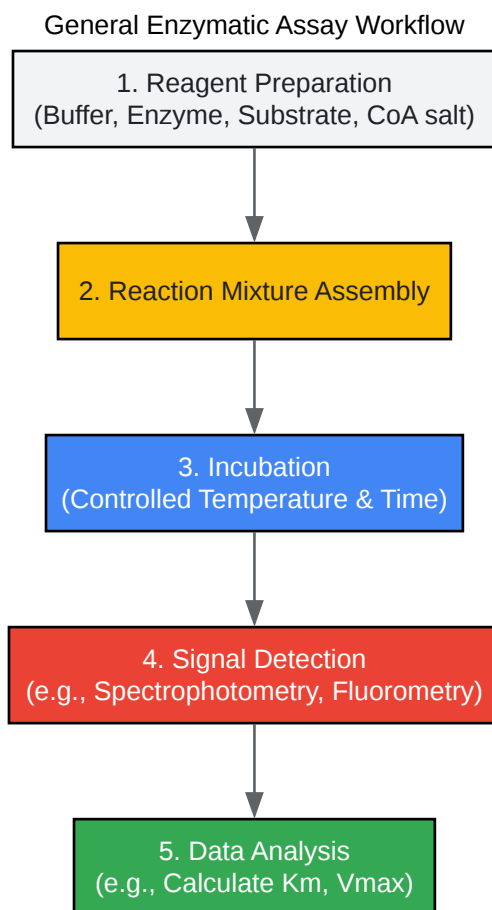 General Enzymatic Assay Workflow
1. Reagent Preparation
(Buffer, Enzyme, Substrate, CoA salt)
2. Reaction Mixture Assembly
3. Incubation
(Controlled Temperature & Time)
4. Signal Detection
(e.g., Spectrophotometry, Fluorometry)
5. Data Analysis
(e.g., Calculate Km, Vmax)